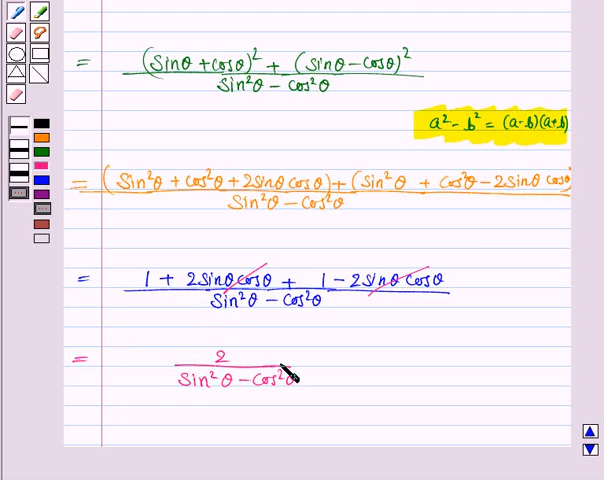 = (Sinθ + cosθ)² + (Sinθ - cosθ)²
Sin²θ - cos²θ
a² - b² = (a-b)(a+b)
= (Sin²θ + cos²θ + 2sinθ cosθ) + (Sin²θ + cos²θ - 2sinθ cosθ
Sin²θ - cos²θ
= 1 + 2sinθ cosθ + 1 - 2sinθ cosθ
Sin²θ - cos²θ
= 2
Sin²θ - cos²θ